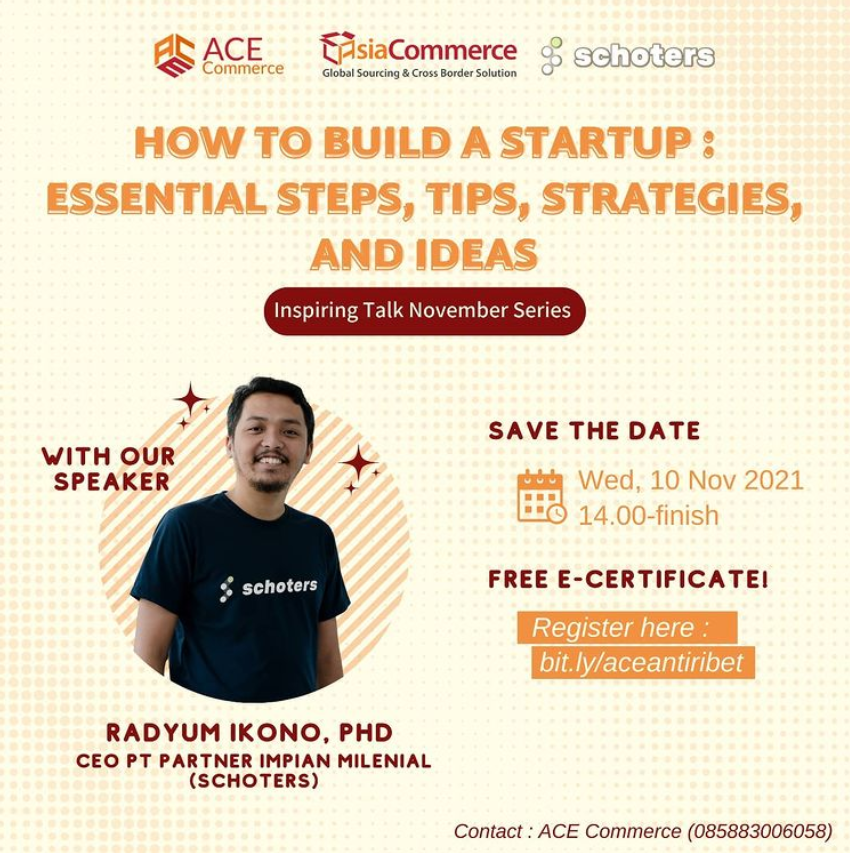 ACE
Commerce
AsiaCommerce
Global Sourcing & Cross Border Solution
schoters
HOW TO BUILD A STARTUP :
ESSENTIAL STEPS, TIPS, STRATEGIES,
AND IDEAS
Inspiring Talk November Series
WITH OUR
SPEAKER
schoters
RADYUM IKONO, PHD
CEO PT PARTNER IMPIAN MILENIAL
(SCHOTERS)
SAVE THE DATE
Wed, 10 Nov 2021
14.00-finish
FREE E-CERTIFICATE!
Register here :
bit.ly/aceantiribet
Contact : ACE Commerce (085883006058)